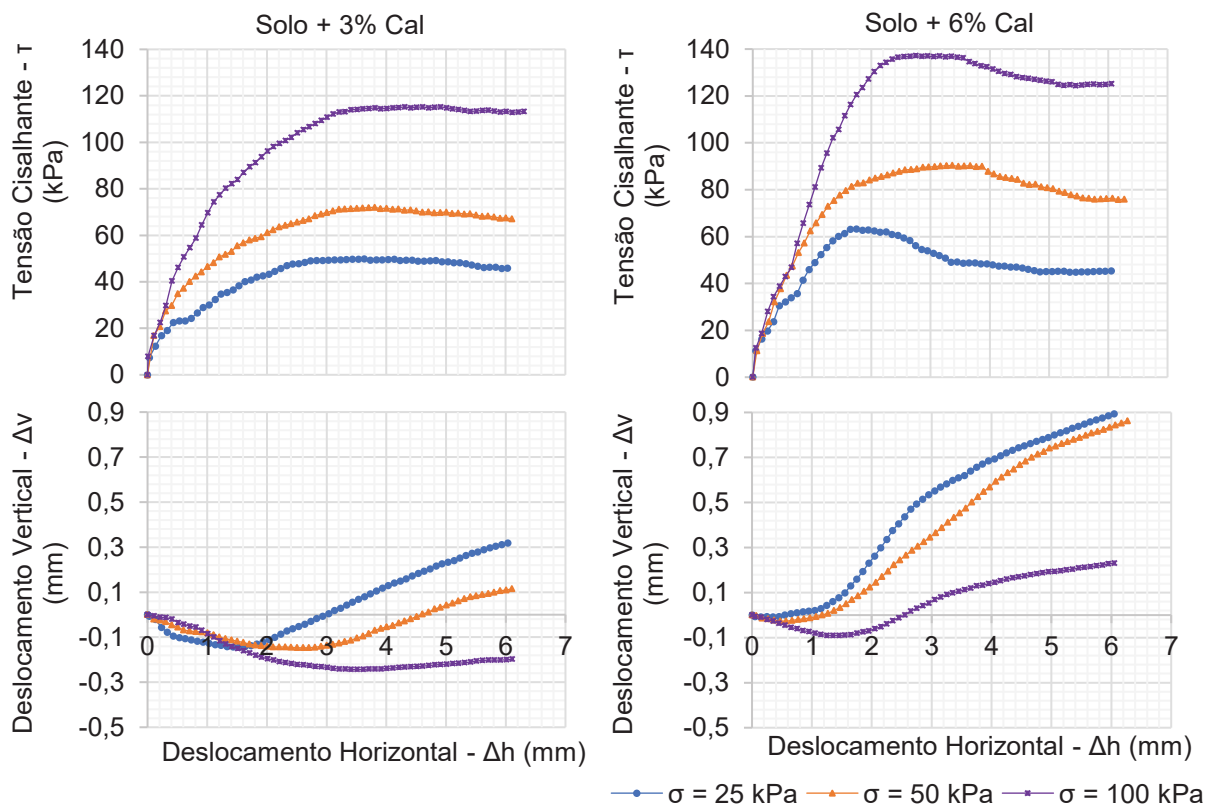 Solo + 3% Cal
Tensão Cisalhante - τ
(kPa)
140
120
100
80
60
40
20
0
Deslocamento Vertical - Δv
(mm)
0,9
0,7
0,5
0,3
0,1
-0,1
-0,3
-0,5
0 1 2 3 4 5 6 7
Solo + 6% Cal
Tensão Cisalhante - τ
(kPa)
140
120
100
80
60
40
20
0
Deslocamento Vertical - Δv
(mm)
0,9
0,7
0,5
0,3
0,1
-0,1
-0,3
-0,5
0 1 2 3 4 5 6 7
Deslocamento Horizontal - Δh (mm)
Deslocamento Horizontal - Δh (mm)
σ = 25 kPa
σ = 50 kPa
σ = 100 kPa